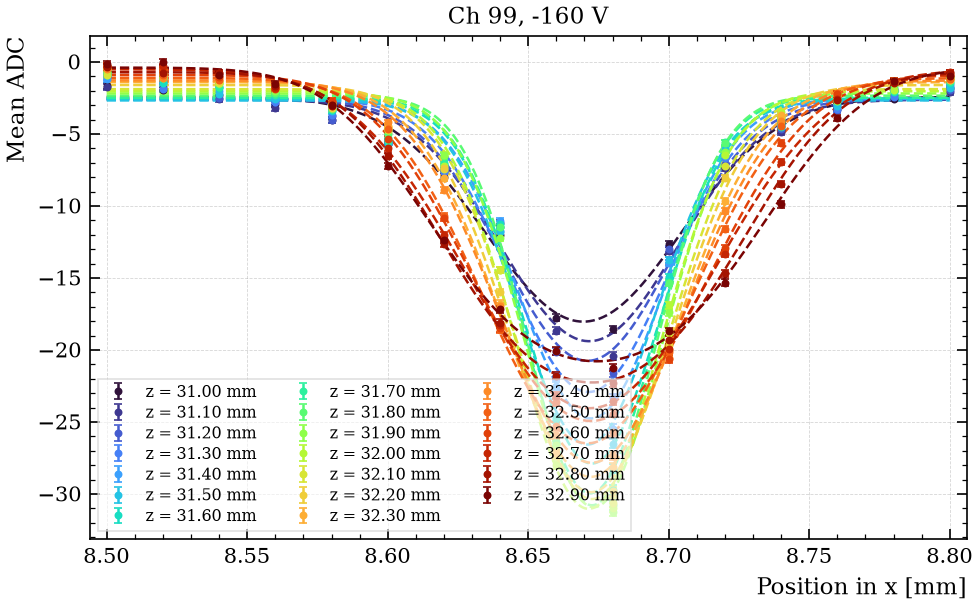 Ch 99, -160 V
Mean ADC
0
−5
−10
−15
−20
−25
−30
z = 31.00 mm
z = 31.10 mm
z = 31.20 mm
z = 31.30 mm
z = 31.40 mm
z = 31.50 mm
z = 31.60 mm
z = 31.70 mm
z = 31.80 mm
z = 31.90 mm
z = 32.00 mm
z = 32.10 mm
z = 32.20 mm
z = 32.30 mm
z = 32.40 mm
z = 32.50 mm
z = 32.60 mm
z = 32.70 mm
z = 32.80 mm
z = 32.90 mm
8.50 8.55 8.60 8.65 8.70 8.75 8.80
Position in x [mm]